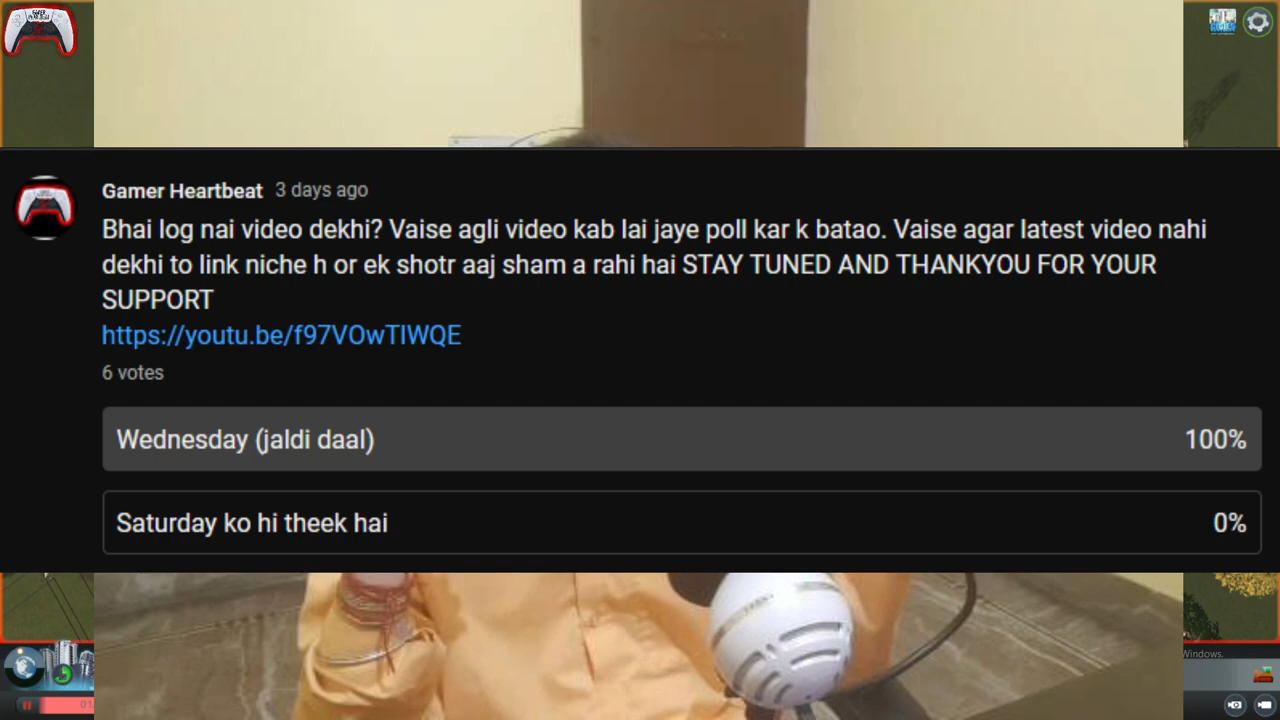 Gamer Heartbeat 3 days ago
Bhai log nai video dekhi? Vaise agli video kab lai jaye poll kar k batao. Vaise agar latest video nahi
dekhi to link niche h or ek shotr aaj sham a rahi hai STAY TUNED AND THANKYOU FOR YOUR
SUPPORT
https://youtu.be/f97VOwTlWQE
6 votes
Wednesday (jaldi daal) 100%
Saturday ko hi theek hai 0%
Windows.